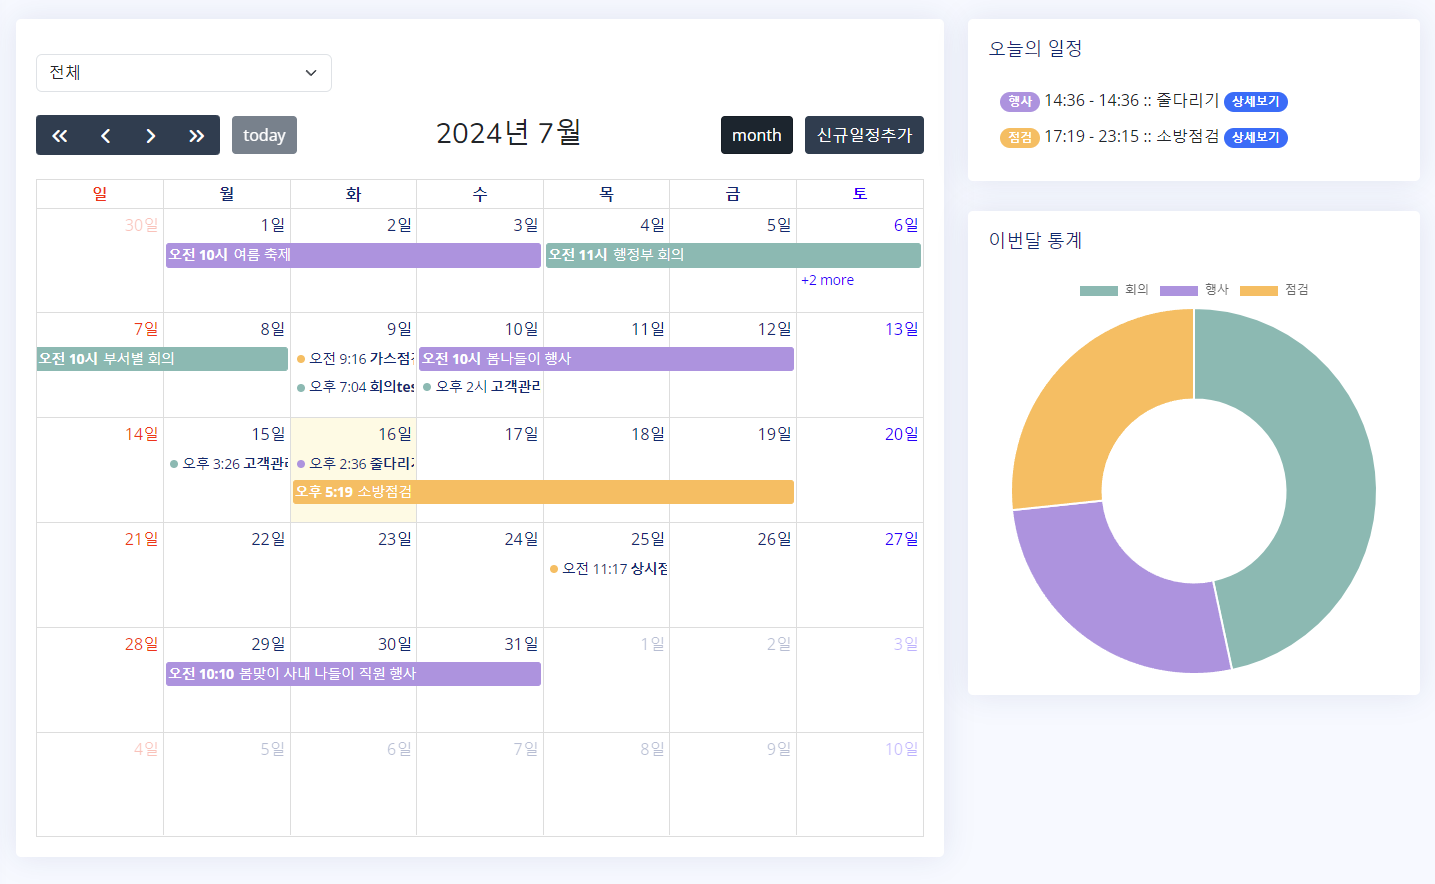 전체
today
2024년 7월
month
신규일정추가
일 월 화 수 목 금 토
30일 1일 2일 3일 4일 5일 6일
오전 10시 여름 축제
오전 11시 행정부 회의
+2 more
7일 8일 9일 10일 11일 12일 13일
오전 10시 부서별 회의
오전 9:16 가스점
오전 10시 봄나들이 행사
오후 7:04 회의tes
오후 2시 고객관리
14일 15일 16일 17일 18일 19일 20일
오후 3:26 고객관리
오후 2:36 줄다리기
오후 5:19 소방점검
21일 22일 23일 24일 25일 26일 27일
오전 11:17 상시점
28일 29일 30일 31일 1일 2일 3일
오전 10:10 봄맞이 사내 나들이 직원 행사
4일 5일 6일 7일 8일 9일 10일
오늘의 일정
행사 14:36 - 14:36 :: 줄다리기 상세보기
점검 17:19 - 23:15 :: 소방점검 상세보기
이번달 통계
회의 행사 점검